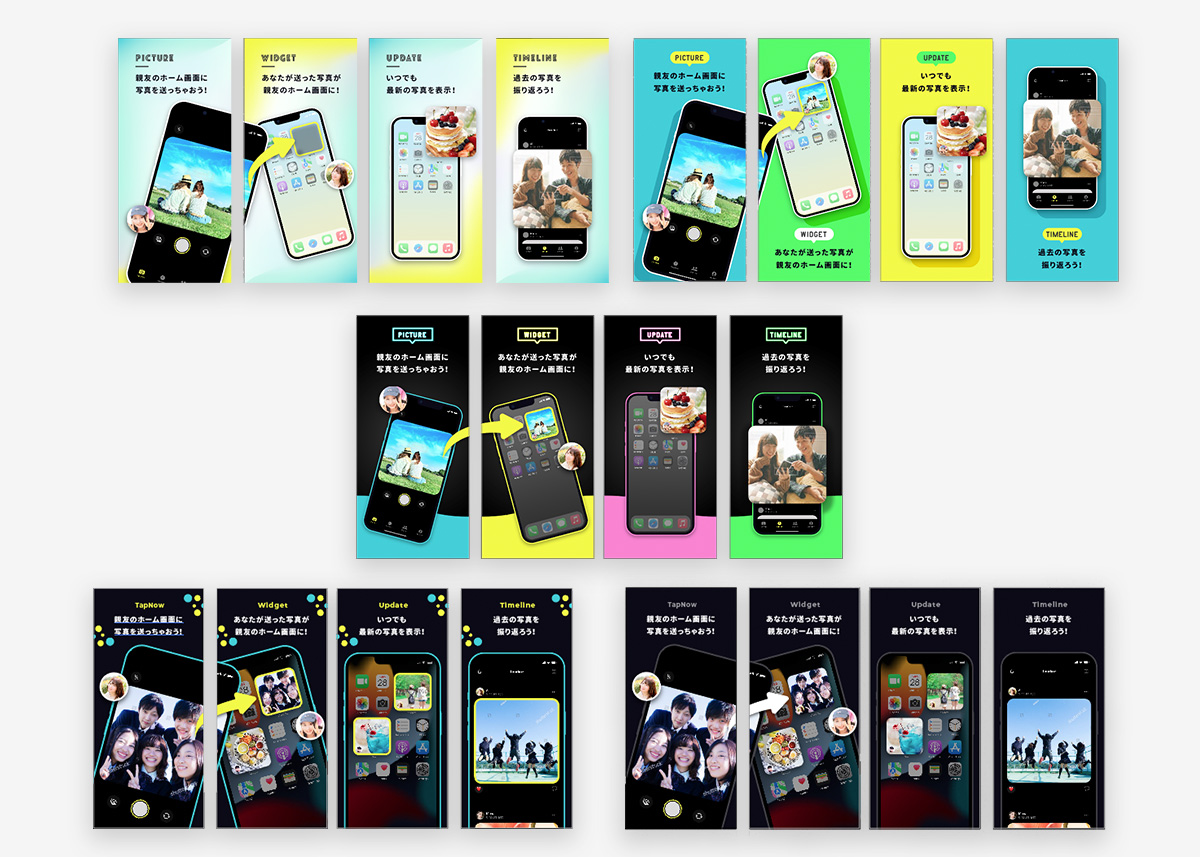 PICTURE
親友のホーム画面に
写真を送っちゃおう!
WIDGET
あなたが送った写真が
親友のホーム画面に!
UPDATE
いつでも
最新の写真を表示!
TIMELINE
過去の写真を
振り返ろう!
PICTURE
親友のホーム画面に
写真を送っちゃおう!
WIDGET
あなたが送った写真が
親友のホーム画面に!
UPDATE
いつでも
最新の写真を表示!
TIMELINE
過去の写真を
振り返ろう!
PICTURE
親友のホーム画面に
写真を送っちゃおう!
WIDGET
あなたが送った写真が
親友のホーム画面に!
UPDATE
いつでも
最新の写真を表示!
TIMELINE
過去の写真を
振り返ろう!
TapNow
親友のホーム画面に
写真を送っちゃおう!
Widget
あなたが送った写真が
親友のホーム画面に!
28
Update
いつでも
最新の写真を表示!
28
Timeline
過去の写真を
振り返ろう!
TapNow
親友のホーム画面に
写真を送っちゃおう!
Widget
あなたが送った写真が
親友のホーム画面に!
28
Update
いつでも
最新の写真を表示!
28
Timeline
過去の写真を
振り返ろう!